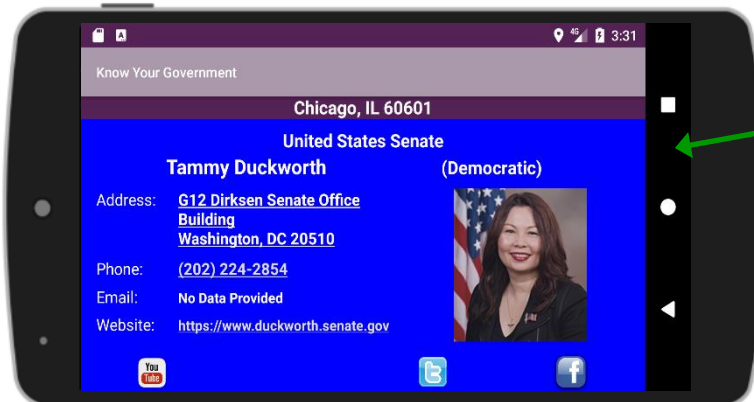 4G 3:31
Know Your Government
Chicago, IL 60601
United States Senate
Tammy Duckworth (Democratic)
Address: G12 Dirksen Senate Office
Building
Washington, DC 20510
Phone: (202) 224-2854
Email: No Data Provided
Website: https://www.duckworth.senate.gov
You
Tube